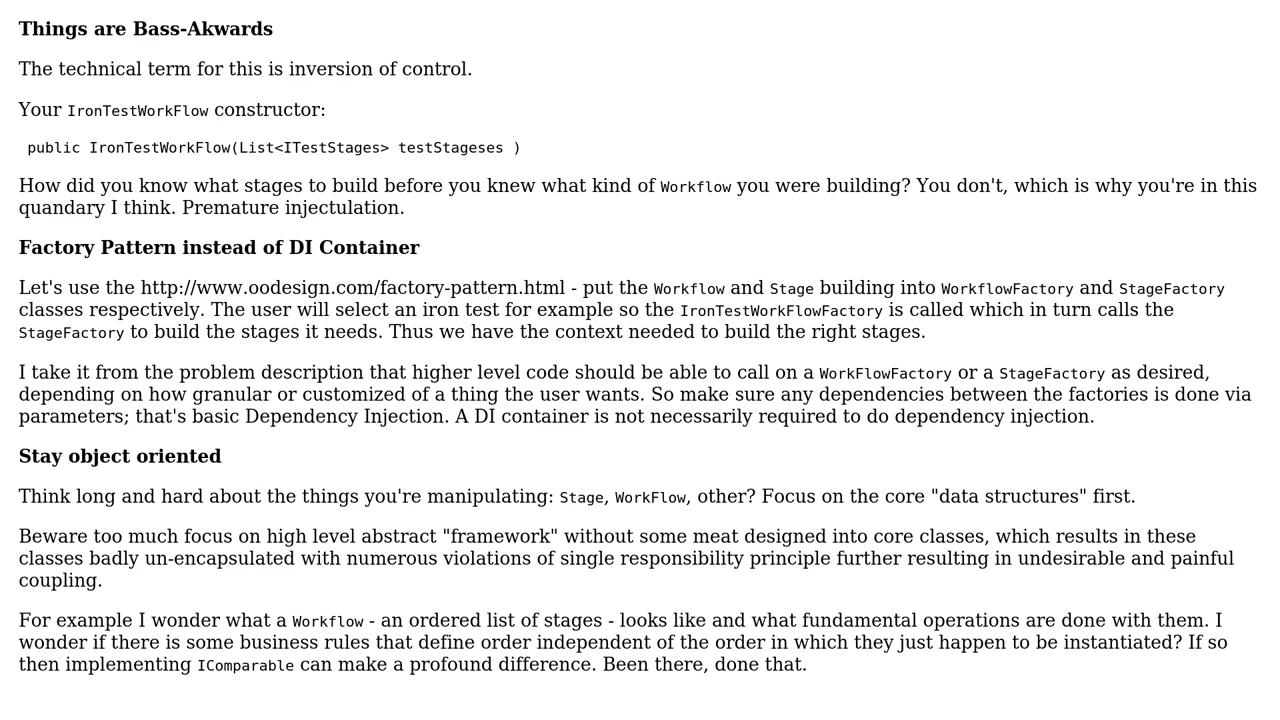 Things are Bass-Akwards
The technical term for this is inversion of control.
Your IronTestWorkFlow constructor:
public IronTestWorkFlow(List<ITestStages> testStageses )
How did you know what stages to build before you knew what kind of Workflow you were building? You don't, which is why you're in this
quandary I think. Premature injectulation.
Factory Pattern instead of DI Container
Let's use the http://www.oodesign.com/factory-pattern.html - put the Workflow and Stage building into WorkflowFactory and StageFactory
classes respectively. The user will select an iron test for example so the IronTestWorkFlowFactory is called which in turn calls the
StageFactory to build the stages it needs. Thus we have the context needed to build the right stages.
I take it from the problem description that higher level code should be able to call on a WorkFlowFactory or a StageFactory as desired,
depending on how granular or customized of a thing the user wants. So make sure any dependencies between the factories is done via
parameters; that's basic Dependency Injection. A DI container is not necessarily required to do dependency injection.
Stay object oriented
Think long and hard about the things you're manipulating: Stage, WorkFlow, other? Focus on the core "data structures" first.
Beware too much focus on high level abstract "framework" without some meat designed into core classes, which results in these
classes badly un-encapsulated with numerous violations of single responsibility principle further resulting in undesirable and painful
coupling.
For example I wonder what a Workflow - an ordered list of stages - looks like and what fundamental operations are done with them. I
wonder if there is some business rules that define order independent of the order in which they just happen to be instantiated? If so
then implementing IComparable can make a profound difference. Been there, done that.